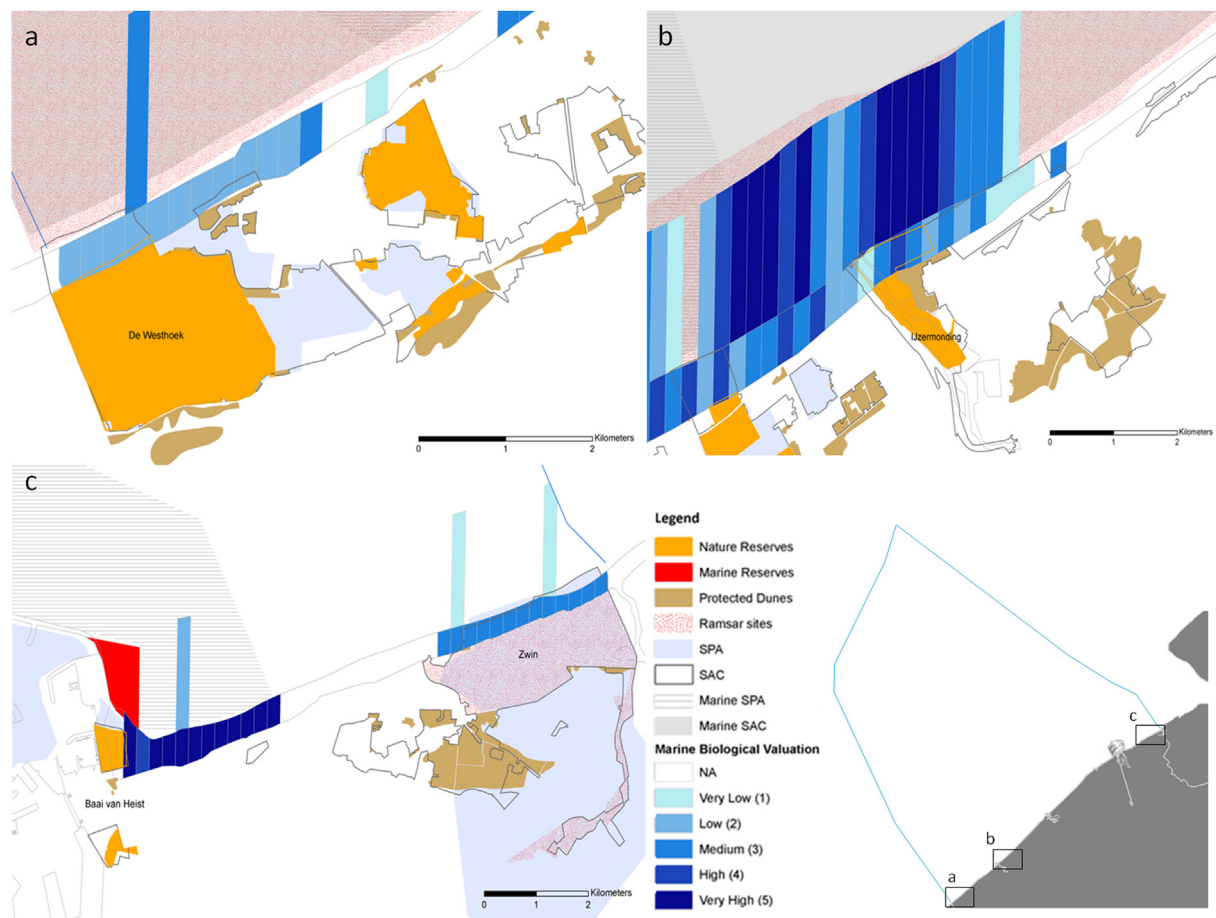 a
De Westhoek
0 1 2
Kilometers
b
IJzermonding
0 1 2
Kilometers
c
Zwin
Baai van Heist
0 1 2
Kilometers
Legend
Nature Reserves
Marine Reserves
Protected Dunes
Ramsar sites
SPA
SAC
Marine SPA
Marine SAC
Marine Biological Valuation
NA
Very Low (1)
Low (2)
Medium (3)
High (4)
Very High (5)
c
b
a